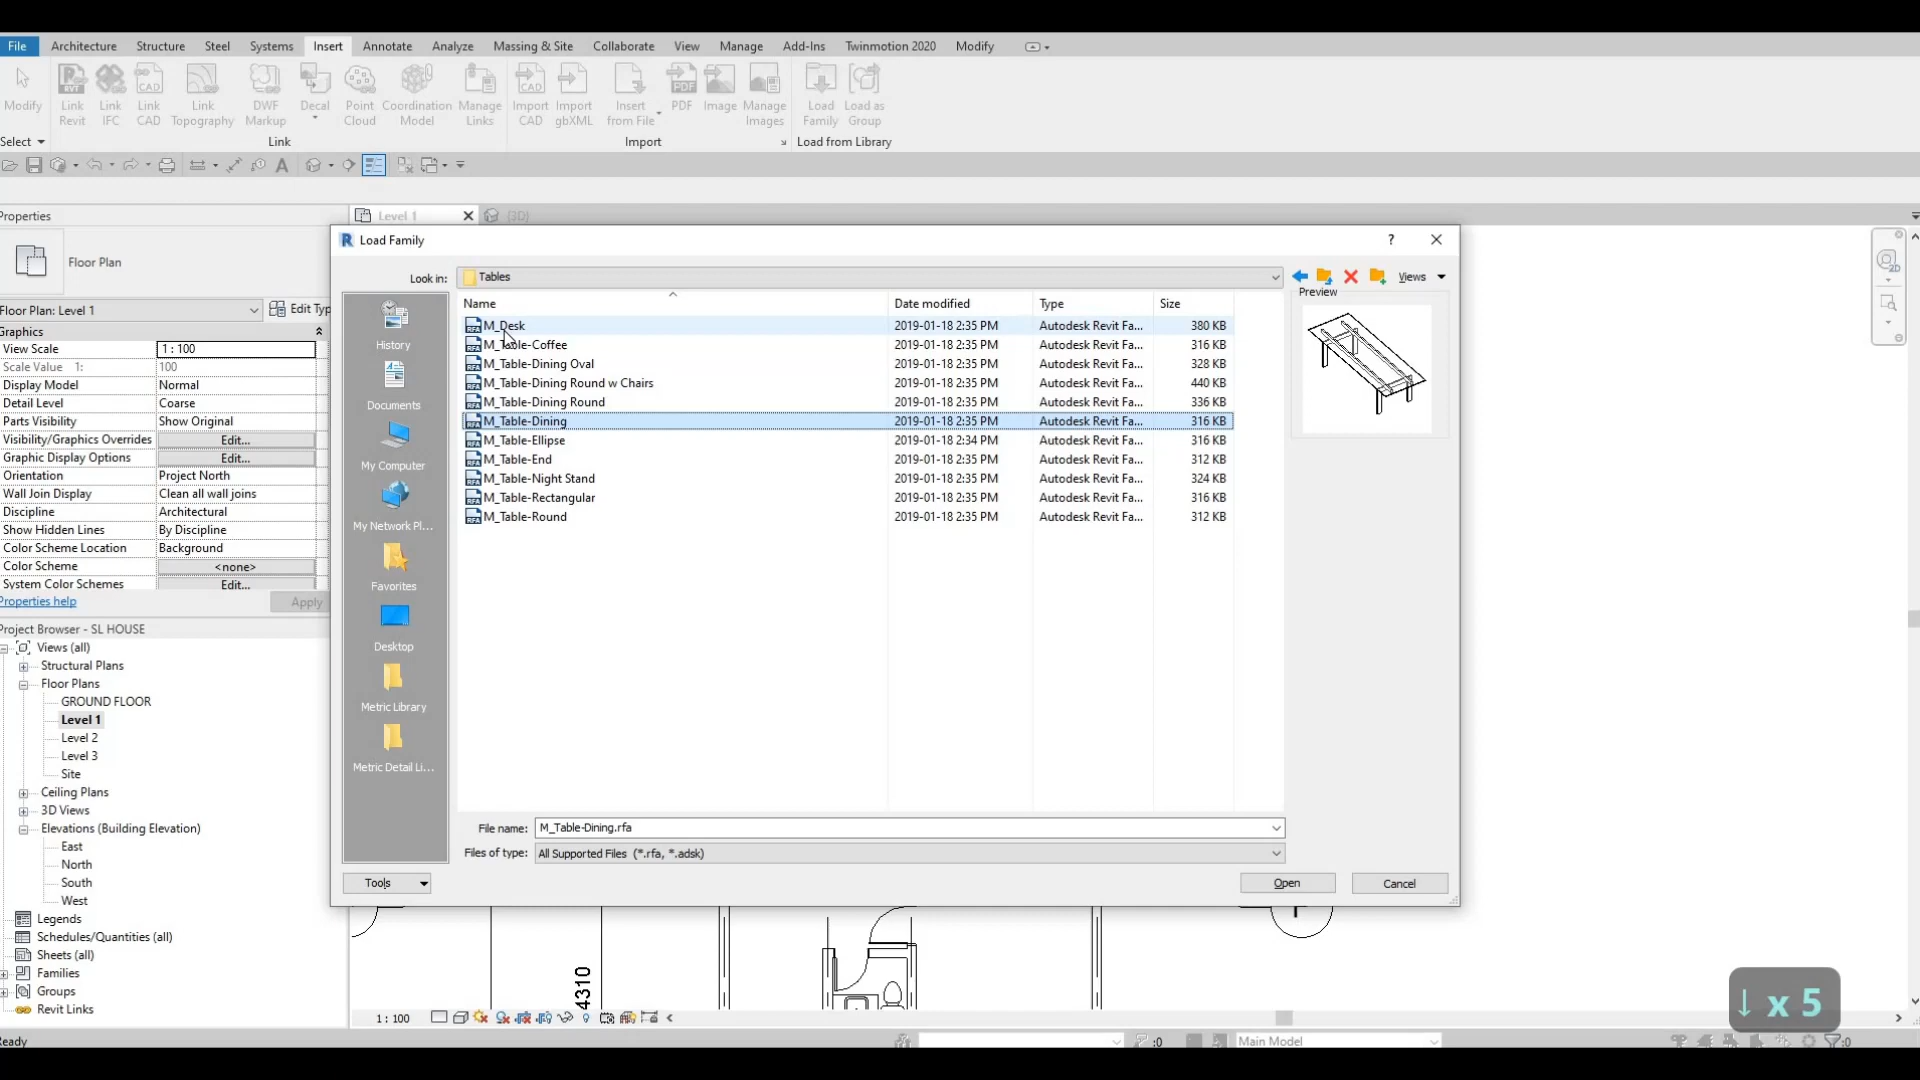 File Architecture Structure Steel Systems Insert Annotate Analyze Massing & Site Collaborate View Manage Add-Ins Twinmotion 2020 Modify
Modify Link Revit Link IFC Link CAD Link Topography DWF Markup Decal Point Cloud Coordination Model Manage Links Import CAD Import gbXML Insert from File PDF Image Manage Images Load Family Load as Group
Select Link Import Load from Library
Properties Level 1 {3D}
Floor Plan
Load Family
Look in: Tables Views
Floor Plan: Level 1 Edit Typ
Preview
Name Date modified Type Size
M_Desk 2019-01-18 2:35 PM Autodesk Revit Fa... 380 KB
M_Table-Coffee 2019-01-18 2:35 PM Autodesk Revit Fa... 316 KB
M_Table-Dining Oval 2019-01-18 2:35 PM Autodesk Revit Fa... 328 KB
M_Table-Dining Round w Chairs 2019-01-18 2:35 PM Autodesk Revit Fa... 440 KB
M_Table-Dining Round 2019-01-18 2:35 PM Autodesk Revit Fa... 336 KB
M_Table-Dining 2019-01-18 2:35 PM Autodesk Revit Fa... 316 KB
M_Table-Ellipse 2019-01-18 2:34 PM Autodesk Revit Fa... 316 KB
M_Table-End 2019-01-18 2:35 PM Autodesk Revit Fa... 312 KB
M_Table-Night Stand 2019-01-18 2:35 PM Autodesk Revit Fa... 324 KB
M_Table-Rectangular 2019-01-18 2:35 PM Autodesk Revit Fa... 316 KB
M_Table-Round 2019-01-18 2:35 PM Autodesk Revit Fa... 312 KB
History
Documents
My Computer
My Network Pl...
Favorites
Desktop
Metric Library
Metric Detail Li...
File name: M_Table-Dining.rfa
Files of type: All Supported Files (*.rfa, *.adsk)
Tools Open Cancel
Graphics
View Scale 1 : 100
Scale Value 1: 100
Display Model Normal
Detail Level Coarse
Parts Visibility Show Original
Visibility/Graphics Overrides Edit...
Graphic Display Options Edit...
Orientation Project North
Wall Join Display Clean all wall joins
Discipline Architectural
Show Hidden Lines By Discipline
Color Scheme Location Background
Color Scheme <none>
System Color Schemes Edit...
Properties help Apply
Project Browser - SL HOUSE
Views (all)
Structural Plans
Floor Plans
GROUND FLOOR
Level 1
Level 2
Level 3
Site
Ceiling Plans
3D Views
Elevations (Building Elevation)
East
North
South
West
Legends
Schedules/Quantities (all)
Sheets (all)
Families
Groups
Revit Links
4310
↓ x 5
1 : 100
Ready :0 Main Model :0